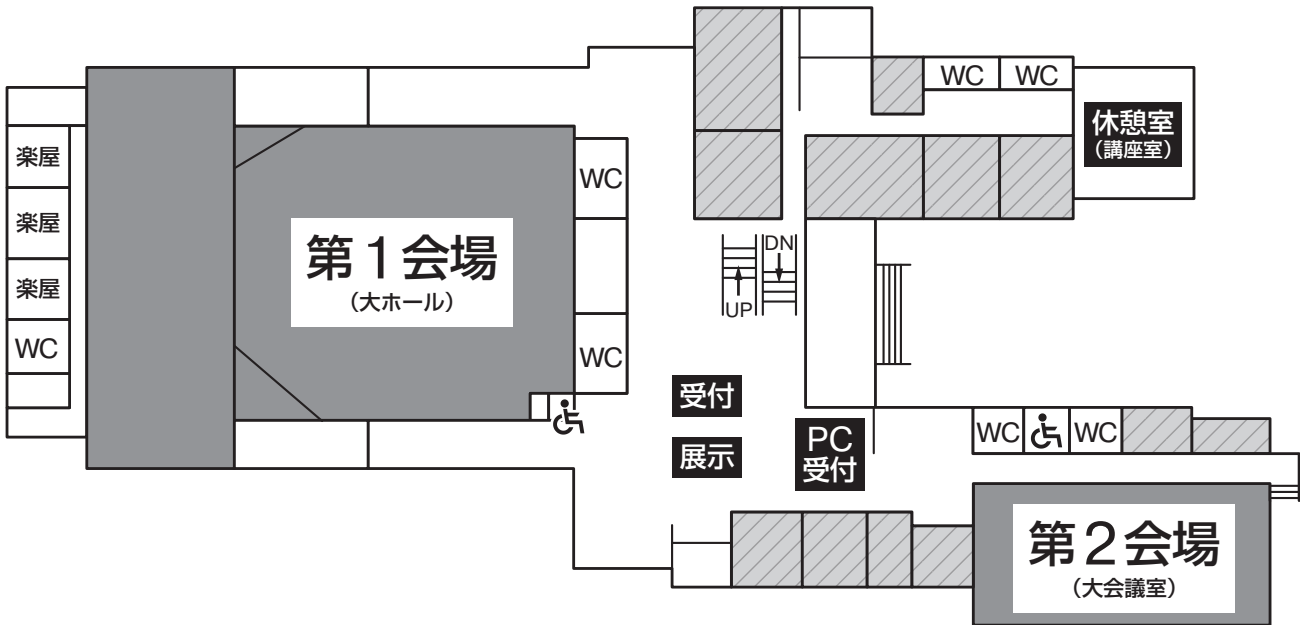 WC
WC
休憩室
（講座室）
楽屋
WC
楽屋
第１会場
（大ホール）
DN
UP
楽屋
WC
WC
受付
展示
PC
受付
WC
WC
第２会場
（大会議室）